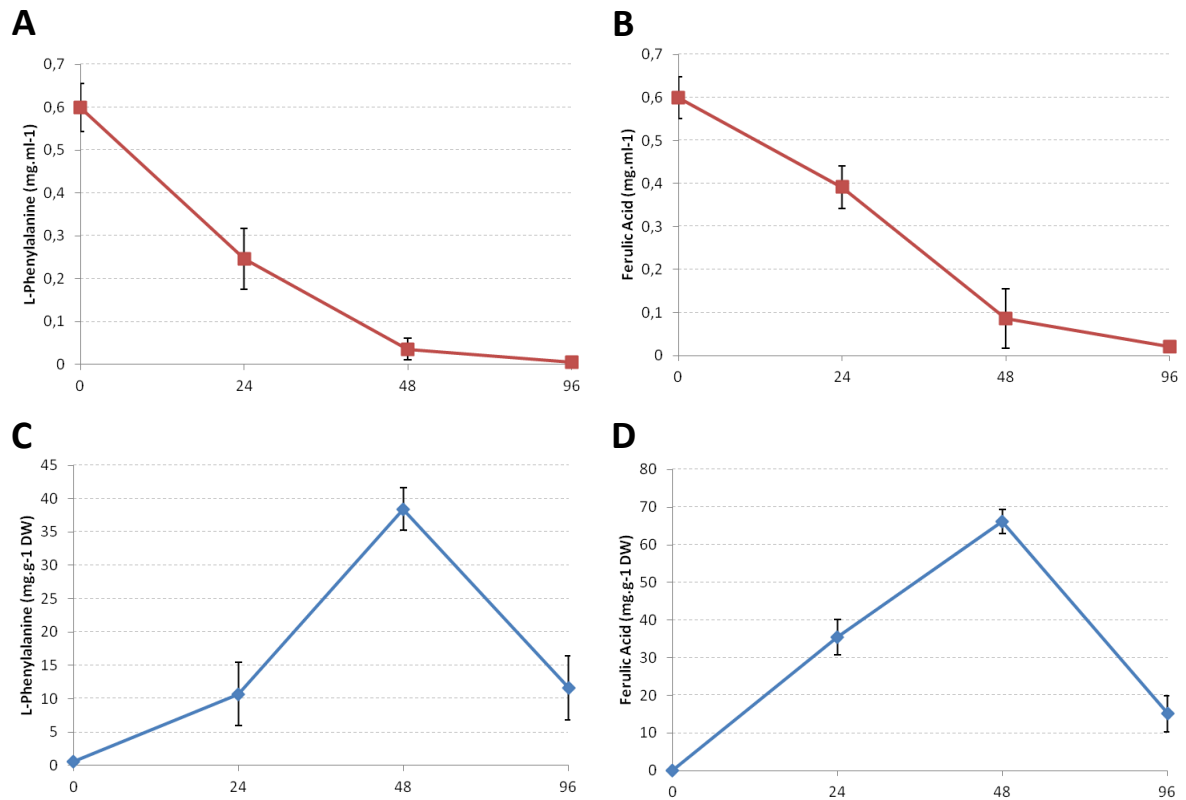 A
L-Phenylalanine (mg.ml-1)
0,7
0,6
0,5
0,4
0,3
0,2
0,1
0
0 24 48 96
B
Ferulic Acid (mg.ml-1)
0,7
0,6
0,5
0,4
0,3
0,2
0,1
0
0 24 48 96
C
L-Phenylalanine (mg.g-1 DW)
45
40
35
30
25
20
15
10
5
0
0 24 48 96
D
Ferulic Acid (mg.g-1 DW)
80
70
60
50
40
30
20
10
0
0 24 48 96